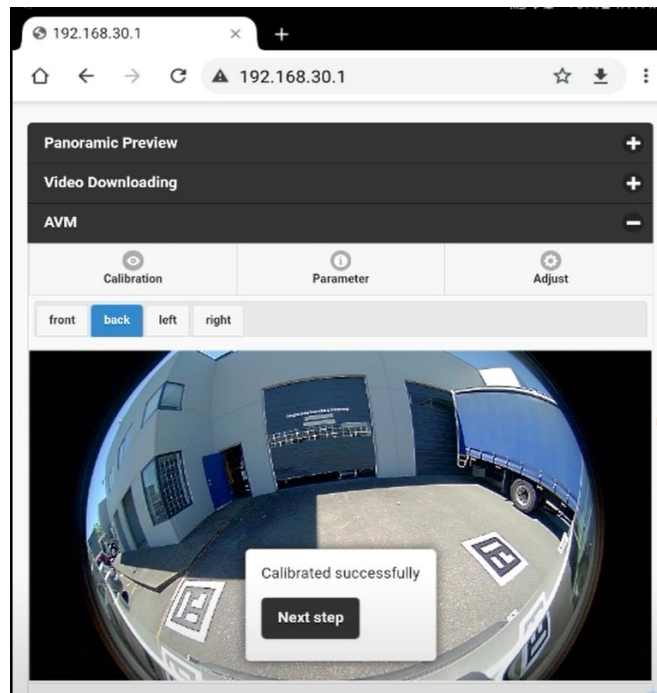 192.168.30.1
192.168.30.1
Panoramic Preview
Video Downloading
AVM
Calibration
Parameter
Adjust
front
back
left
right
Calibrated successfully
Next step